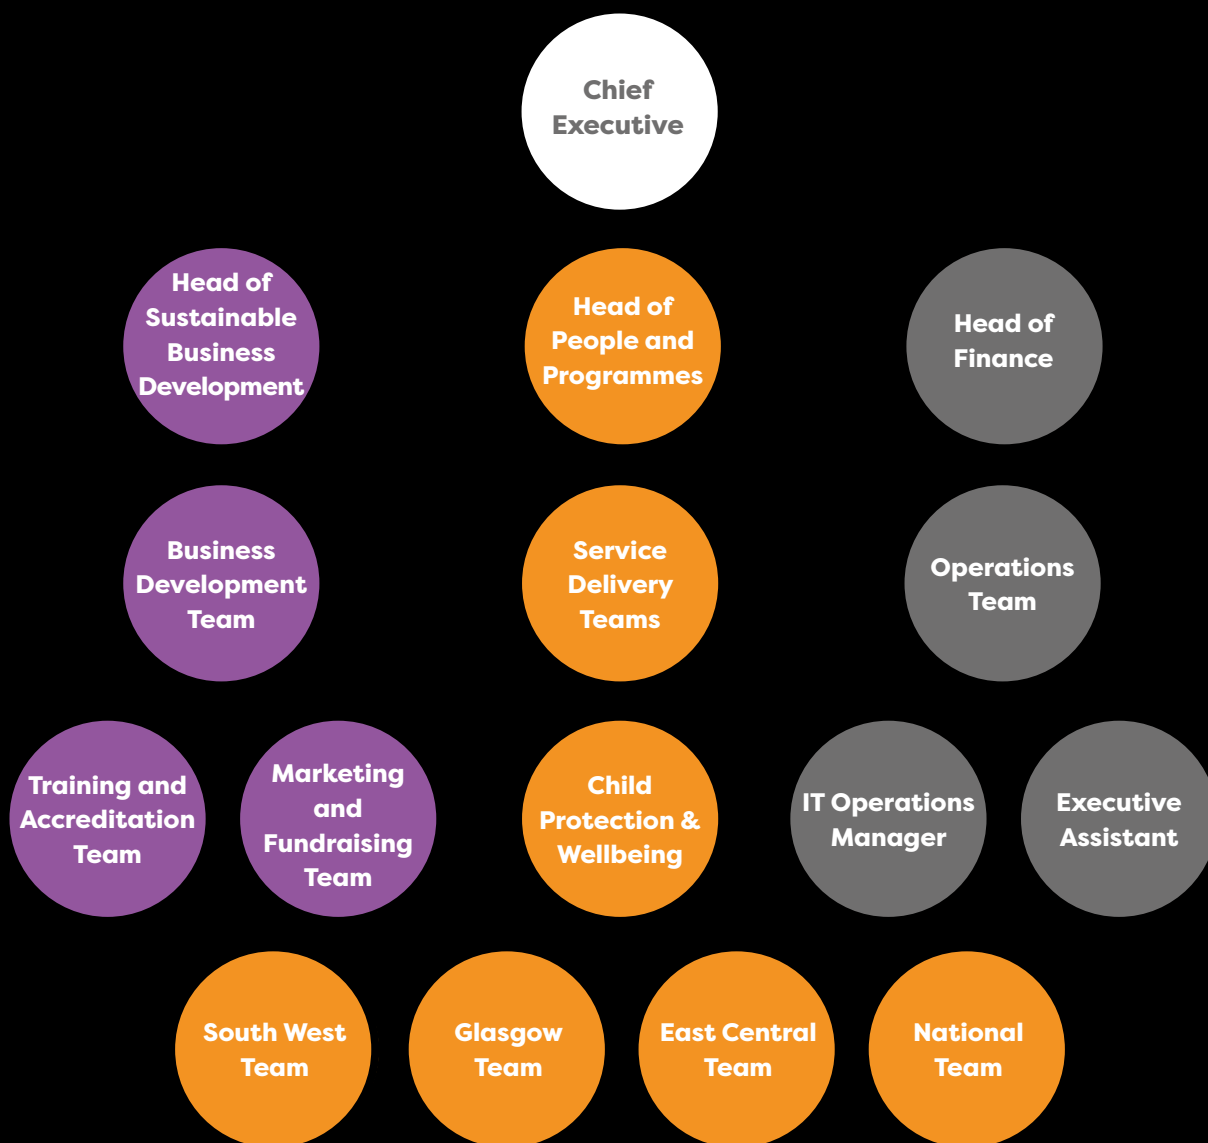 Chief
Executive
Head of
Sustainable
Business
Development
Head of
People and
Programmes
Head of
Finance
Business
Development
Team
Service
Delivery
Teams
Operations
Team
Training and
Accreditation
Team
Marketing
and
Fundraising
Team
Child
Protection &
Wellbeing
IT Operations
Manager
Executive
Assistant
South West
Team
Glasgow
Team
East Central
Team
National
Team